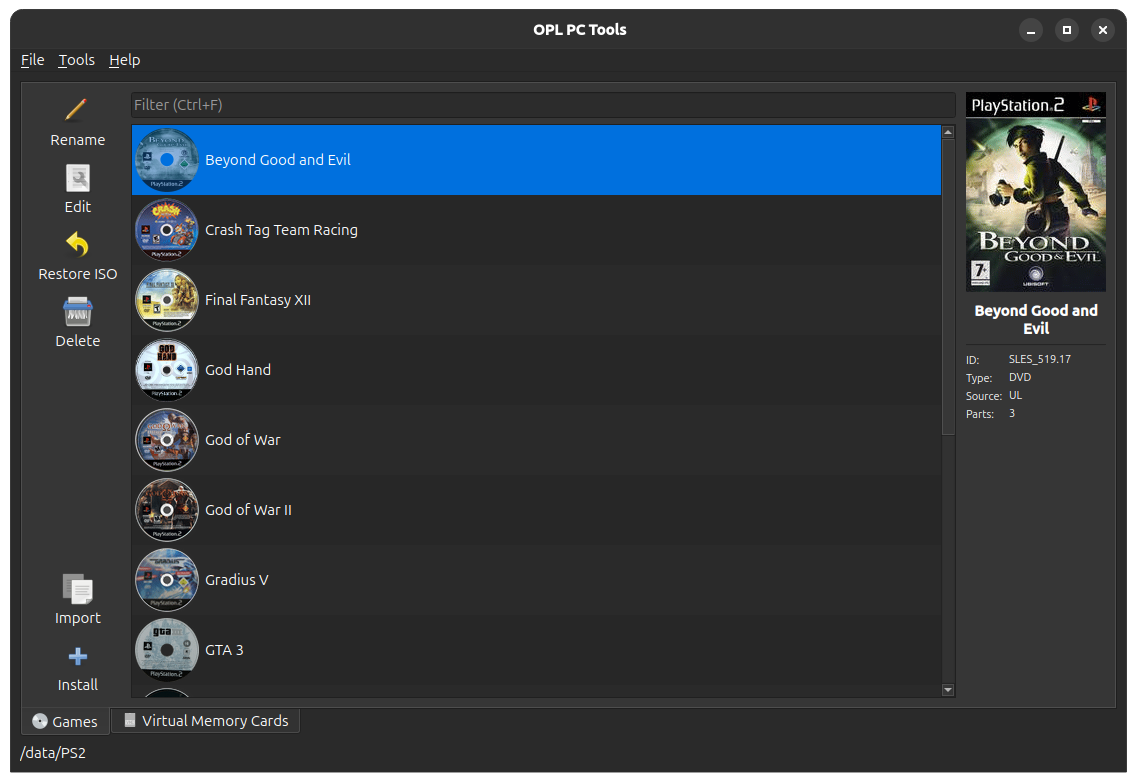 OPL PC Tools
File Tools Help
Rename
Edit
Restore ISO
Delete
Import
Install
Filter (Ctrl+F)
Beyond Good and Evil
Crash Tag Team Racing
Final Fantasy XII
God Hand
God of War
God of War II
Gradius V
GTA 3
PlayStation.2
BEYOND
GOOD & EVIL
7+
UBISOFT
Beyond Good and
Evil
ID: SLES_519.17
Type: DVD
Source: UL
Parts: 3
Games Virtual Memory Cards
/data/PS2